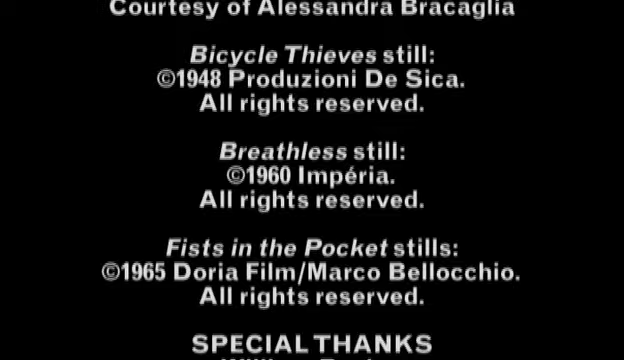 Courtesy of Alessandra Bracaglia
Bicycle Thieves still:
©1948 Produzioni De Sica.
All rights reserved.
Breathless still:
©1960 Impéria.
All rights reserved.
Fists in the Pocket stills:
©1965 Doria Film/Marco Bellocchio.
All rights reserved.
SPECIAL THANKS